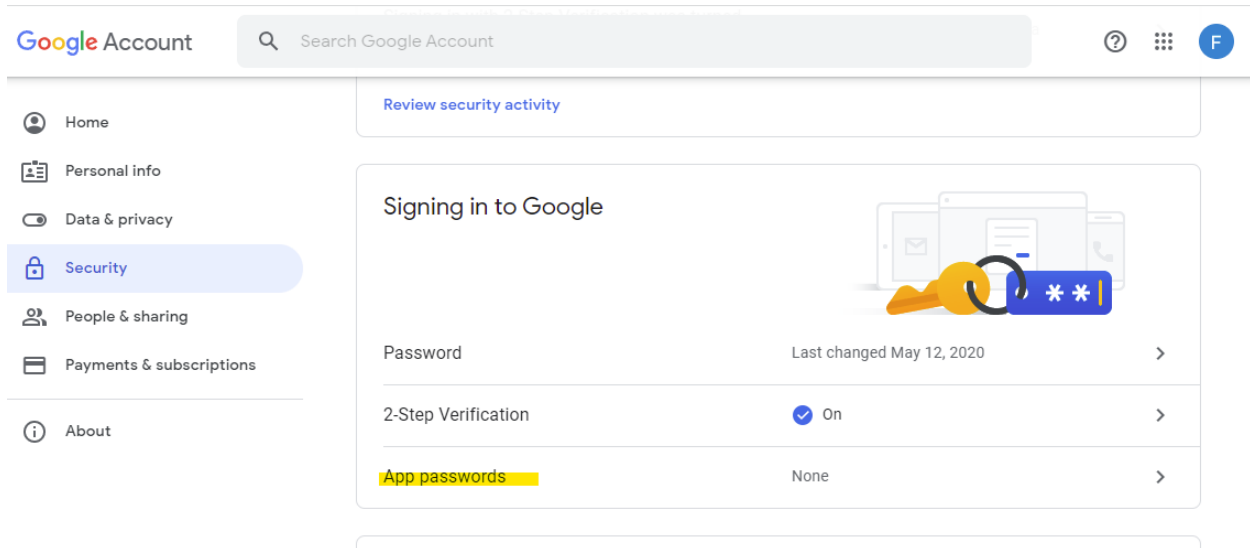 Google Account
Search Google Account
F
Home
Personal info
Data & privacy
Security
People & sharing
Payments & subscriptions
About
Review security activity
Signing in to Google
**|
Password Last changed May 12, 2020
2-Step Verification On
App passwords None